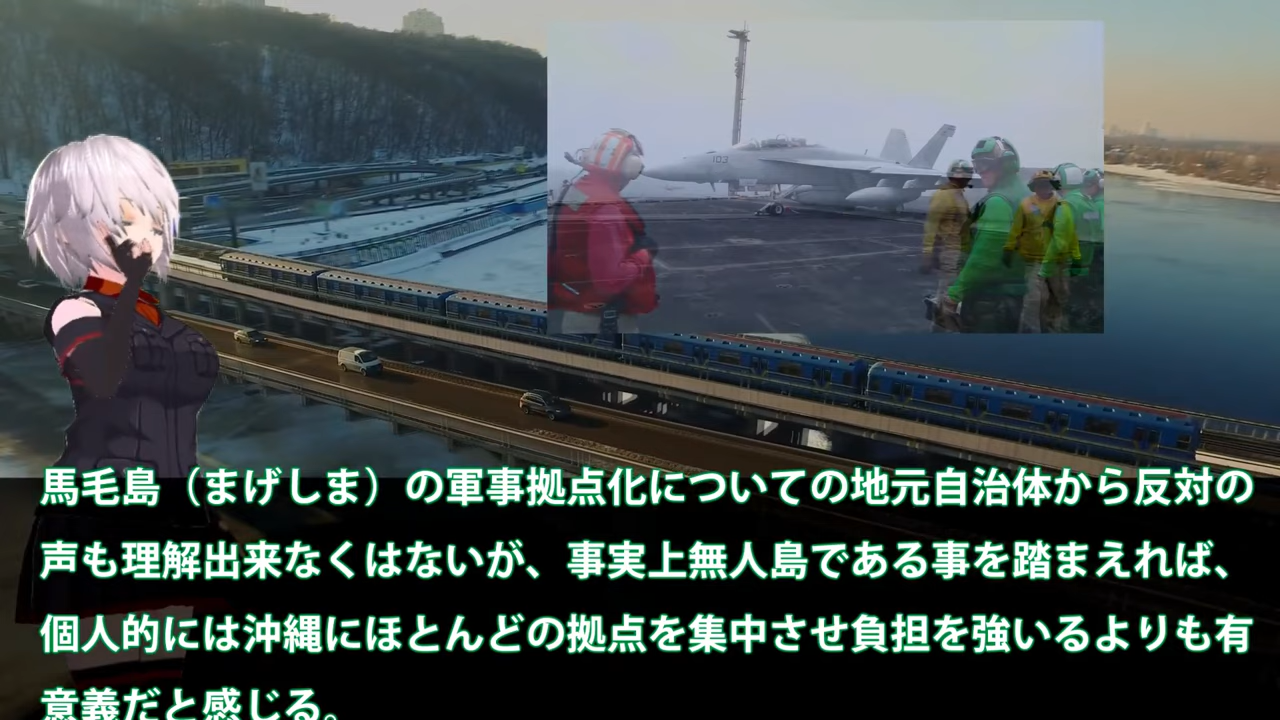 103
馬毛島（まげしま）の軍事拠点化についての地元自治体から反対の
声も理解出来なくはないが、事実上無人島である事を踏まえれば、
個人的には沖縄にほとんどの拠点を集中させ負担を強いるよりも有
意義だと感じる。